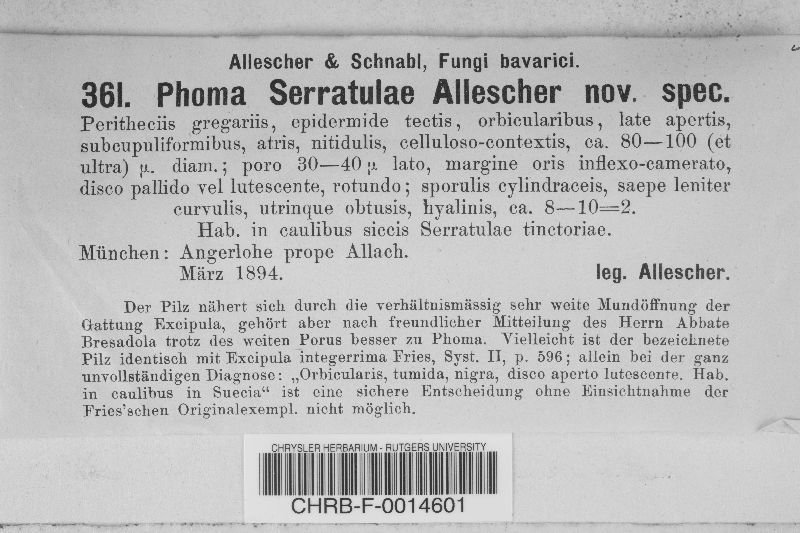 Allescher & Schnabl, Fungi bavarici.
361. Phoma Serratulae Allescher nov. spec.
Peritheciis gregariis, epidermide tectis, orbicularibus, late apertis,
subcupuliformibus, atris, nitidulis, celluloso-contextis, ca. 80—100 (et
ultra) μ. diam.; poro 30—40 μ lato, margine oris inflexo-camerato,
disco pallido vel lutescente, rotundo; sporulis cylindraceis, saepe leniter
curvulis, utrinque obtusis, hyalinis, ca. 8—10=2.
Hab. in caulibus siccis Serratulae tinctoriae.
München: Angerlohe prope Allach.
März 1894. leg. Allescher.
Der Pilz nähert sich durch die verhältnismässig sehr weite Mundöffnung der
Gattung Excipula, gehört aber nach freundlicher Mitteilung des Herrn Abbate
Bresadola trotz des weiten Porus besser zu Phoma. Vielleicht ist der bezeichnete
Pilz identisch mit Excipula integerrima Fries, Syst. II, p. 596; allein bei der ganz
unvollständigen Diagnose: „Orbicularis, tumida, nigra, disco aperto lutescente. Hab.
in caulibus in Suecia“ ist eine sichere Entscheidung ohne Einsichtnahme der
Fries'schen Originalexempl. nicht möglich.
CHRYSLER HERBARIUM - RUTGERS UNIVERSITY
CHRB-F-0014601